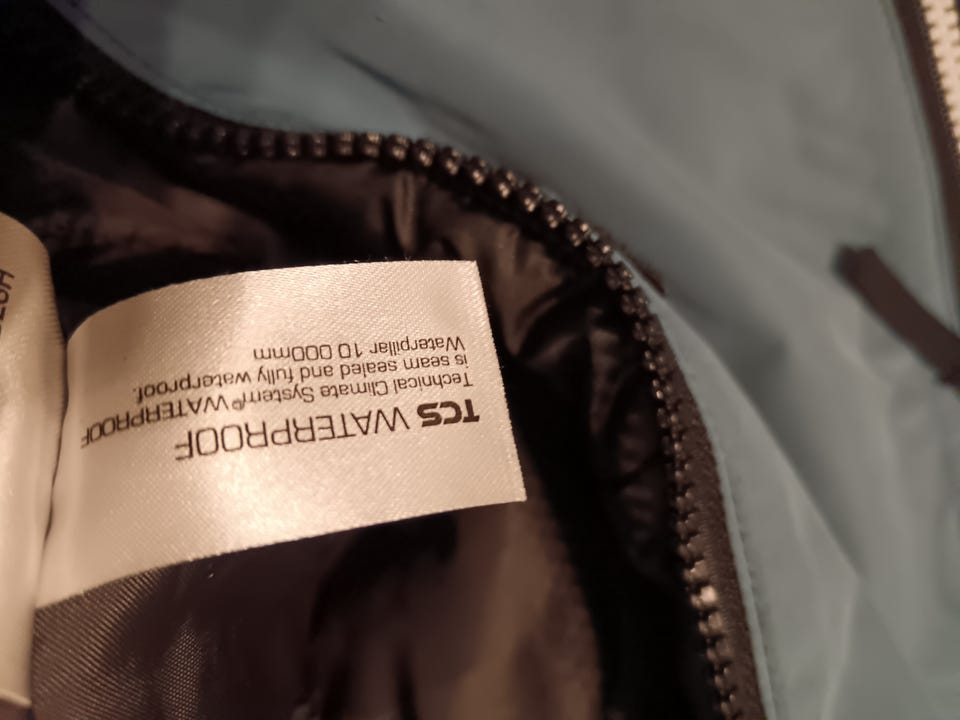 TCS WATERPROOF
Technical Climate System® WATERPROOF
is seam sealed and fully waterproof.
Waterpillar 10 000mm